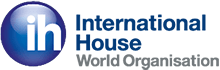 ih International
House
World Organisation